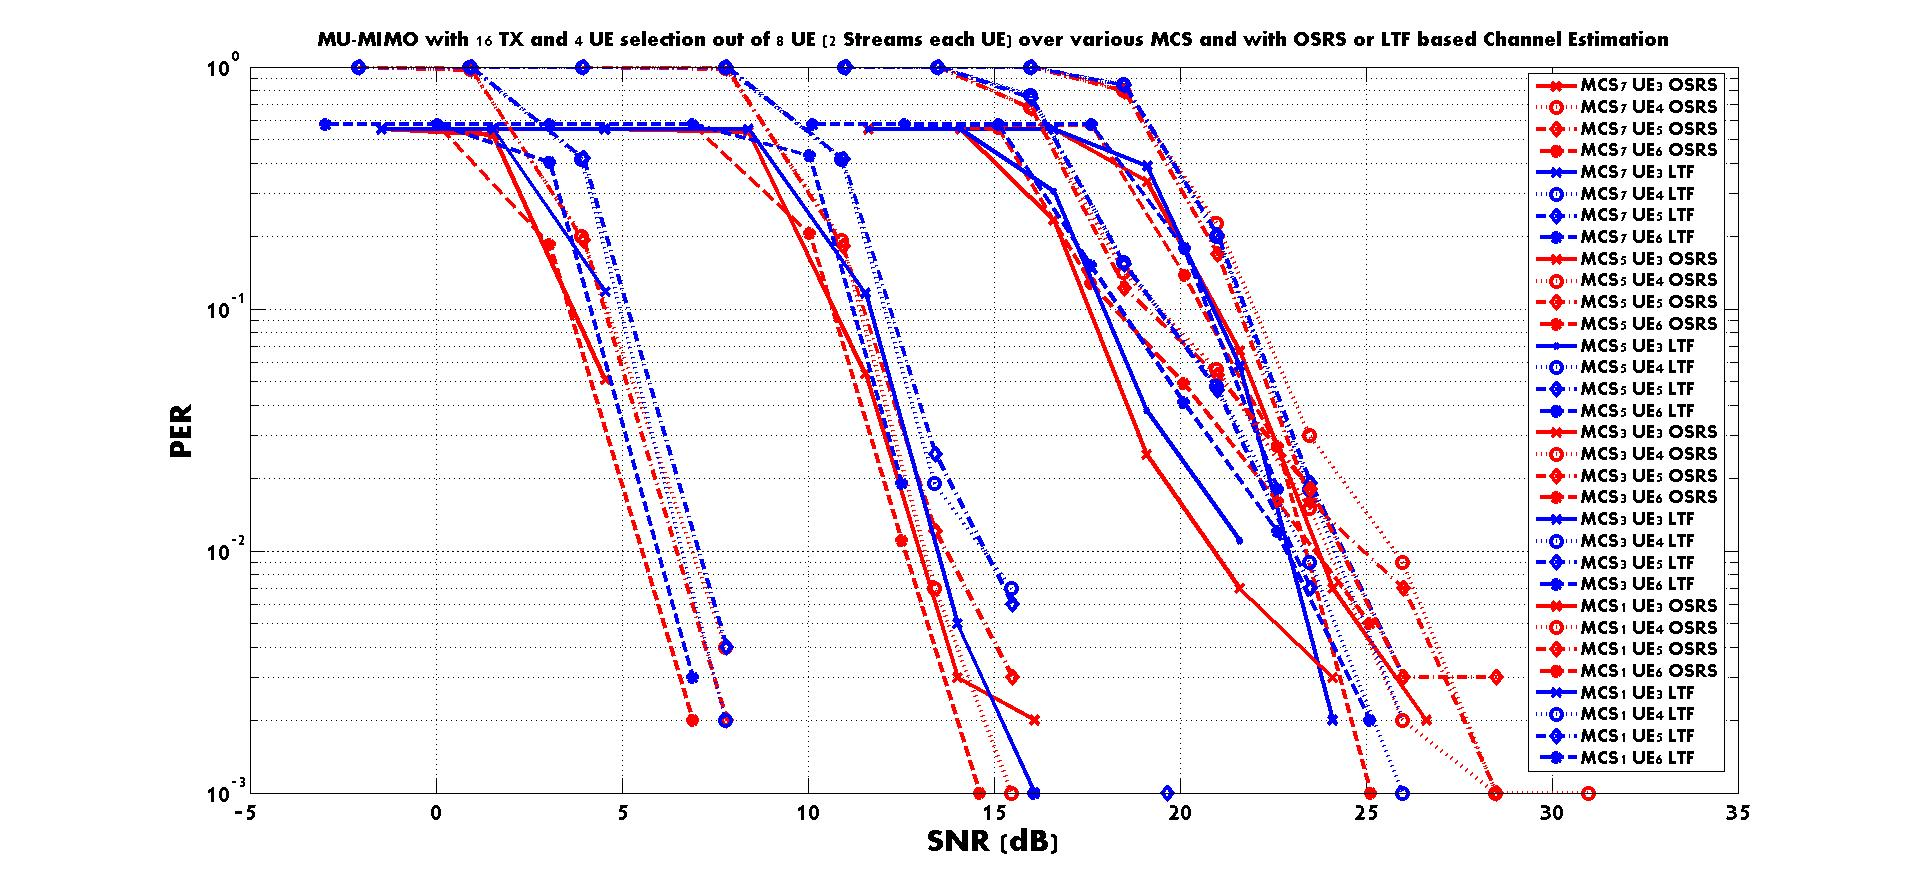 MU-MIMO with 16 TX and 4 UE selection out of 8 UE (2 Streams each UE) over various MCS and with OSRS or LTF based Channel Estimation
10^0
10^-1
10^-2
10^-3
PER
-5 0 5 10 15 20 25 30 35
SNR (dB)
MCS7 UE3 OSRS
MCS7 UE4 OSRS
MCS7 UE5 OSRS
MCS7 UE6 OSRS
MCS7 UE3 LTF
MCS7 UE4 LTF
MCS7 UE5 LTF
MCS7 UE6 LTF
MCS5 UE3 OSRS
MCS5 UE4 OSRS
MCS5 UE5 OSRS
MCS5 UE6 OSRS
MCS5 UE3 LTF
MCS5 UE4 LTF
MCS5 UE5 LTF
MCS5 UE6 LTF
MCS3 UE3 OSRS
MCS3 UE4 OSRS
MCS3 UE5 OSRS
MCS3 UE6 OSRS
MCS3 UE3 LTF
MCS3 UE4 LTF
MCS3 UE5 LTF
MCS3 UE6 LTF
MCS1 UE3 OSRS
MCS1 UE4 OSRS
MCS1 UE5 OSRS
MCS1 UE6 OSRS
MCS1 UE3 LTF
MCS1 UE4 LTF
MCS1 UE5 LTF
MCS1 UE6 LTF